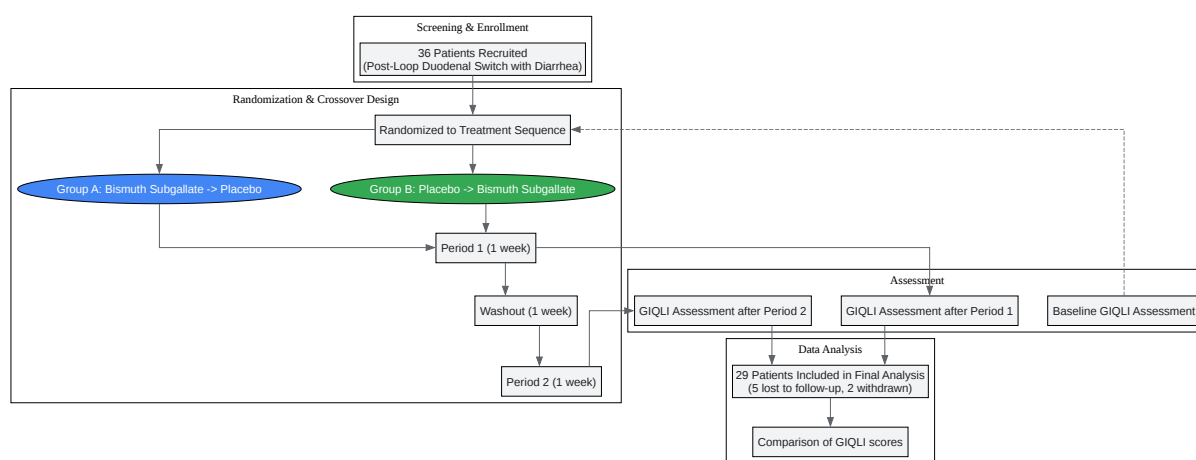 Screening & Enrollment
36 Patients Recruited
(Post-Loop Duodenal Switch with Diarrhea)
Randomization & Crossover Design
Randomized to Treatment Sequence
Group A: Bismuth Subgallate -> Placebo
Group B: Placebo -> Bismuth Subgallate
Period 1 (1 week)
Washout (1 week)
Period 2 (1 week)
Assessment
GIQLI Assessment after Period 2
GIQLI Assessment after Period 1
Baseline GIQLI Assessment
Data Analysis
29 Patients Included in Final Analysis
(5 lost to follow-up, 2 withdrawn)
Comparison of GIQLI scores